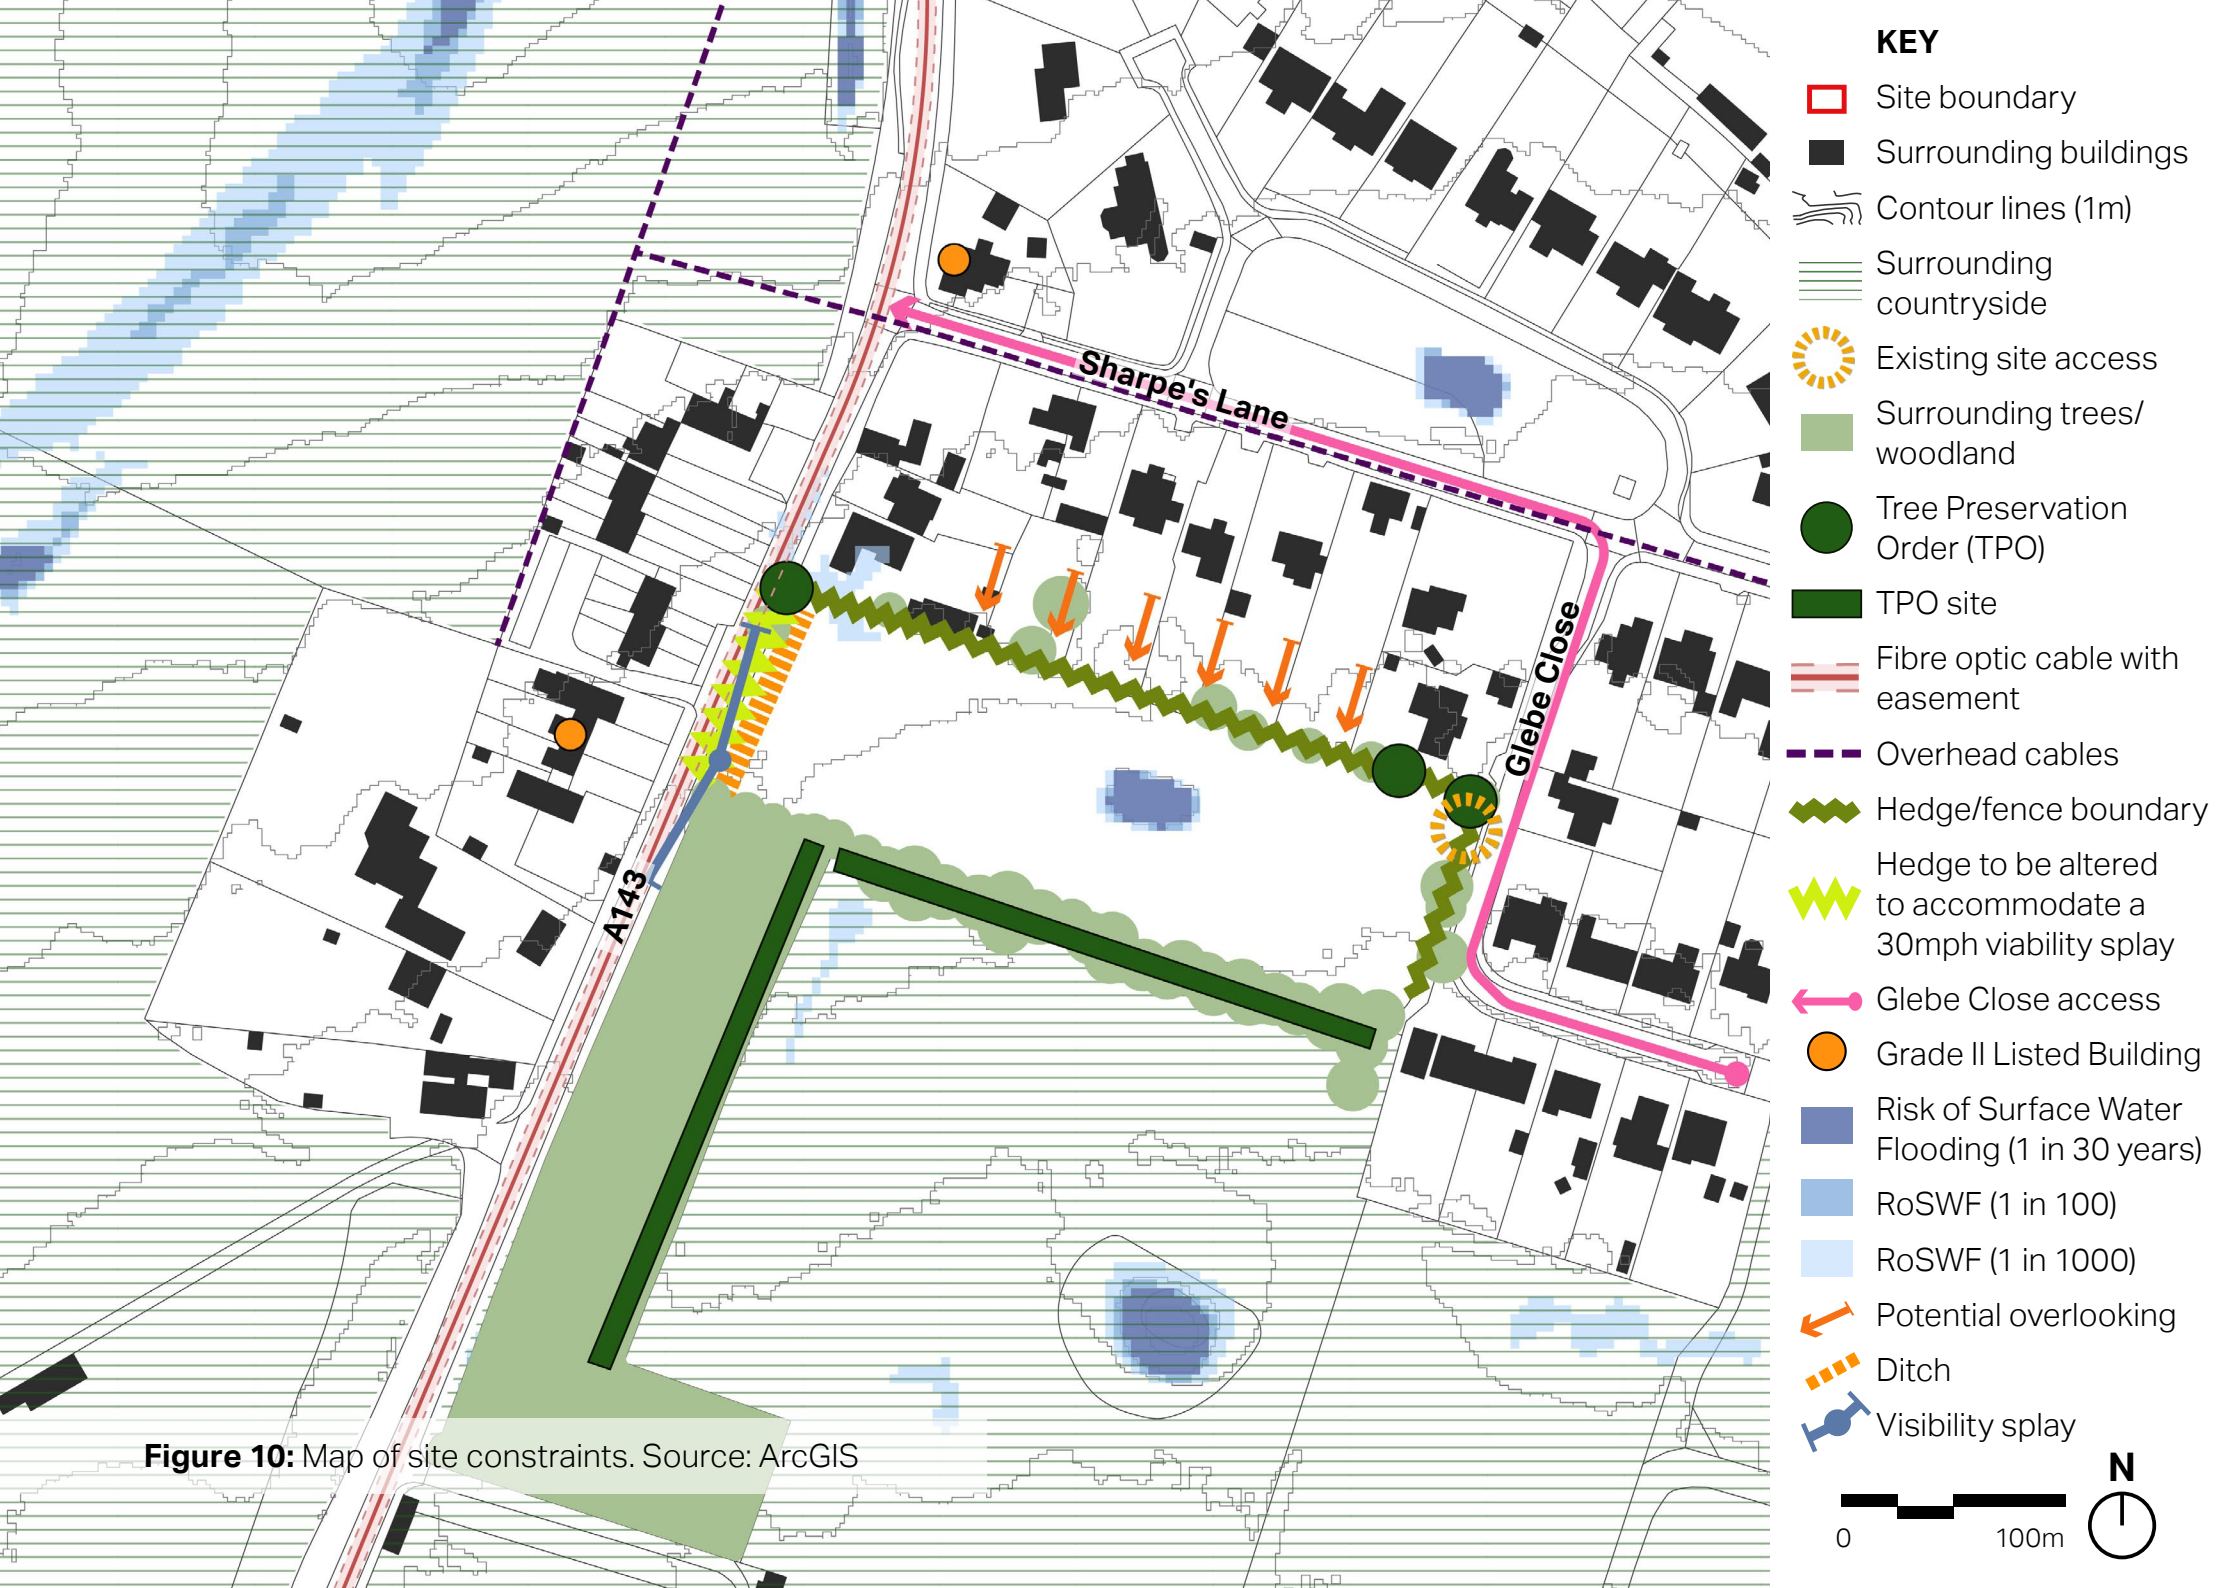 Sharpe's Lane
Glebe Close
A143
Figure 10: Map of site constraints. Source: ArcGIS
KEY
Site boundary
Surrounding buildings
Contour lines (1m)
Surrounding
countryside
Existing site access
Surrounding trees/
woodland
Tree Preservation
Order (TPO)
TPO site
Fibre optic cable with
easement
Overhead cables
Hedge/fence boundary
Hedge to be altered
to accommodate a
30mph viability splay
Glebe Close access
Grade II Listed Building
Risk of Surface Water
Flooding (1 in 30 years)
RoSWF (1 in 100)
RoSWF (1 in 1000)
Potential overlooking
Ditch
Visibility splay
N
0 100m